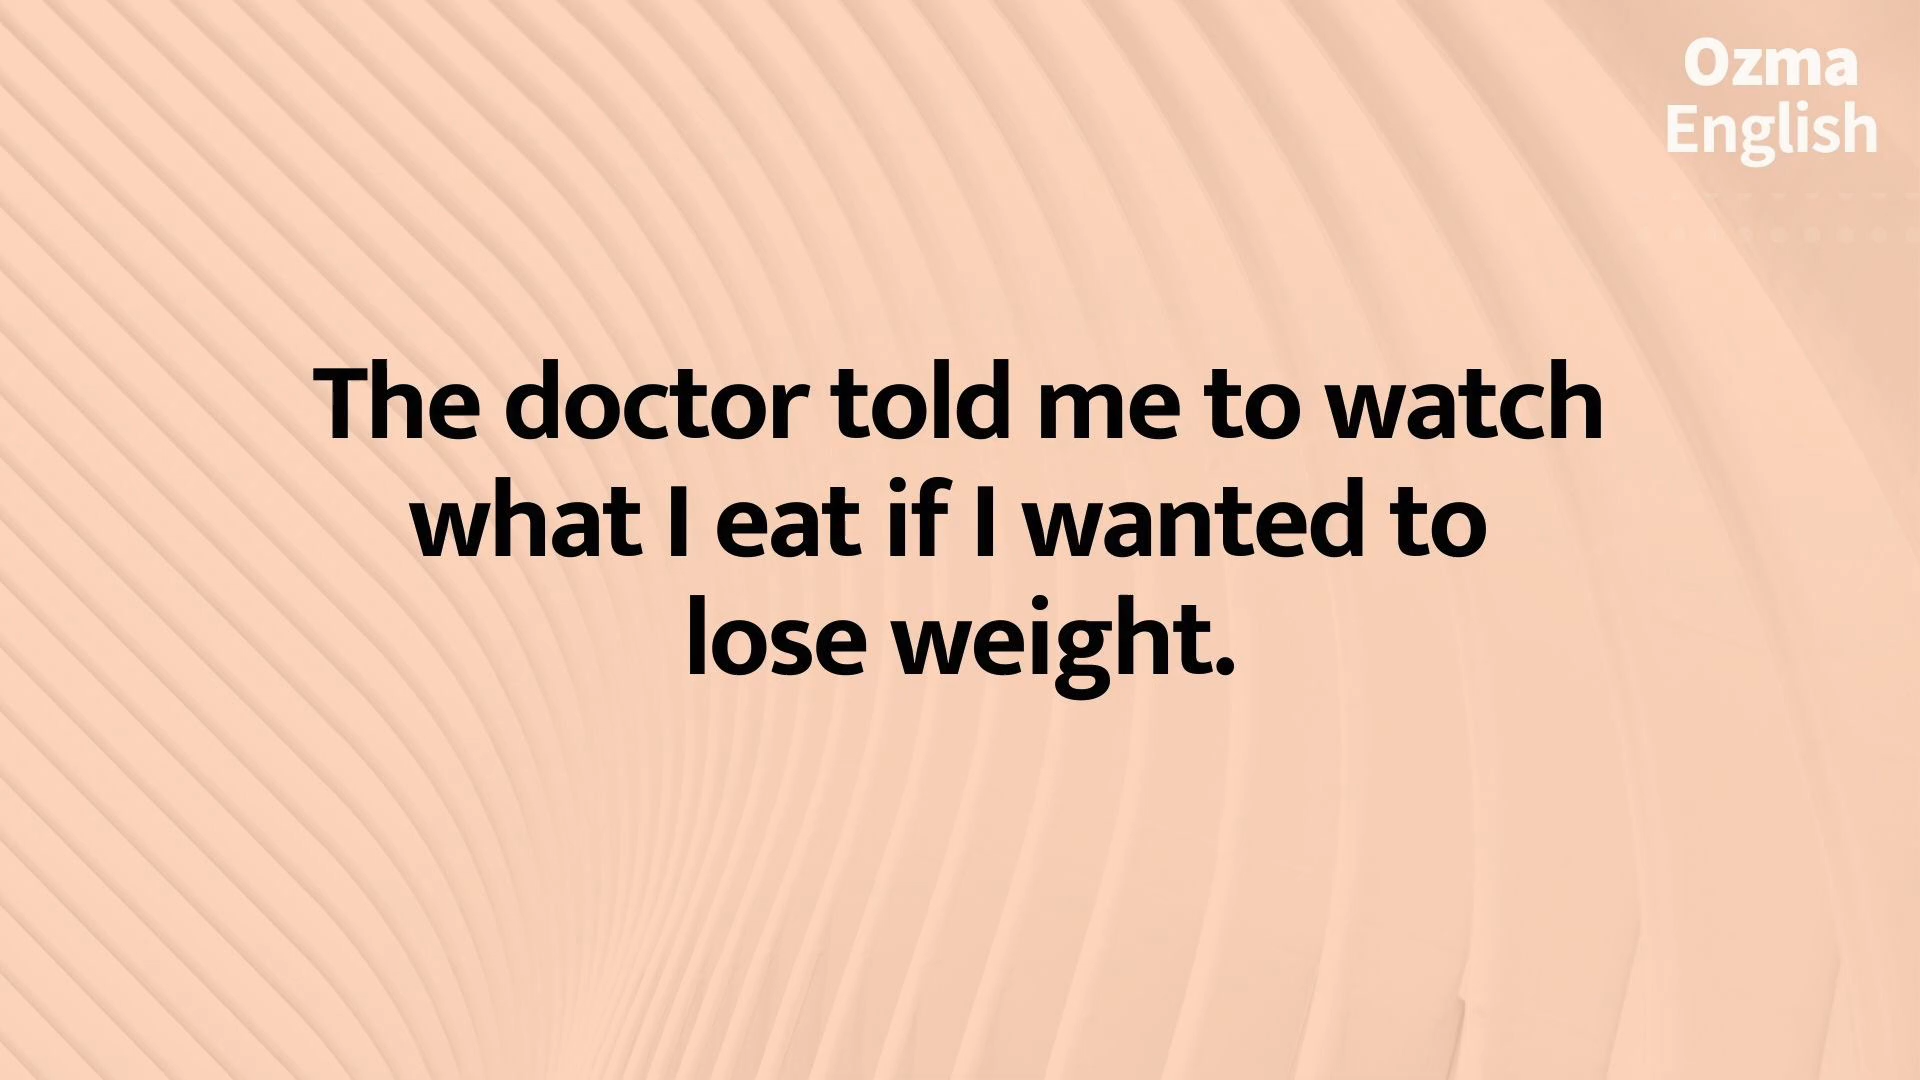 Ozma
English
The doctor told me to watch
what I eat if I wanted to
lose weight.